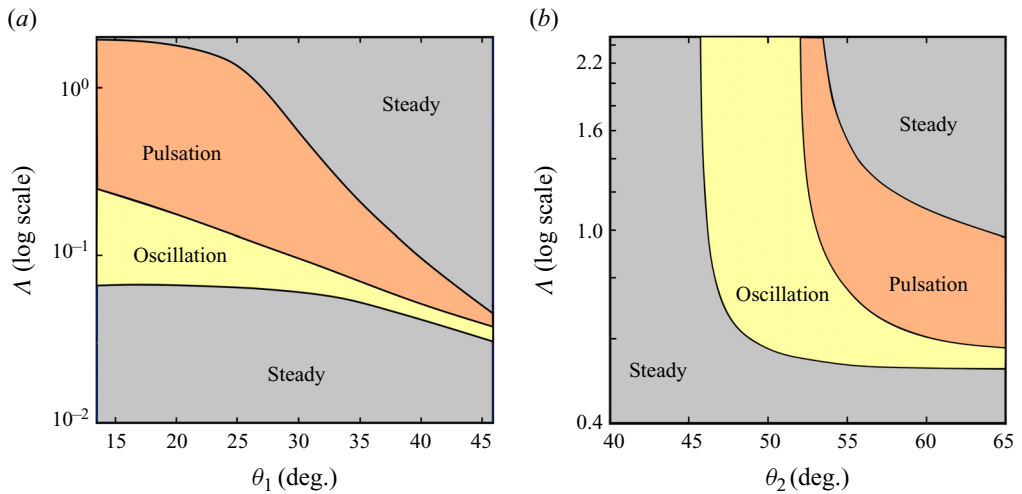 (a)
Steady
Pulsation
Oscillation
Steady
10⁰
10⁻¹
10⁻²
Λ (log scale)
15 20 25 30 35 40 45
θ₁ (deg.)
(b)
Steady
Pulsation
Oscillation
Steady
2.2
1.6
1.0
0.4
Λ (log scale)
40 45 50 55 60 65
θ₂ (deg.)